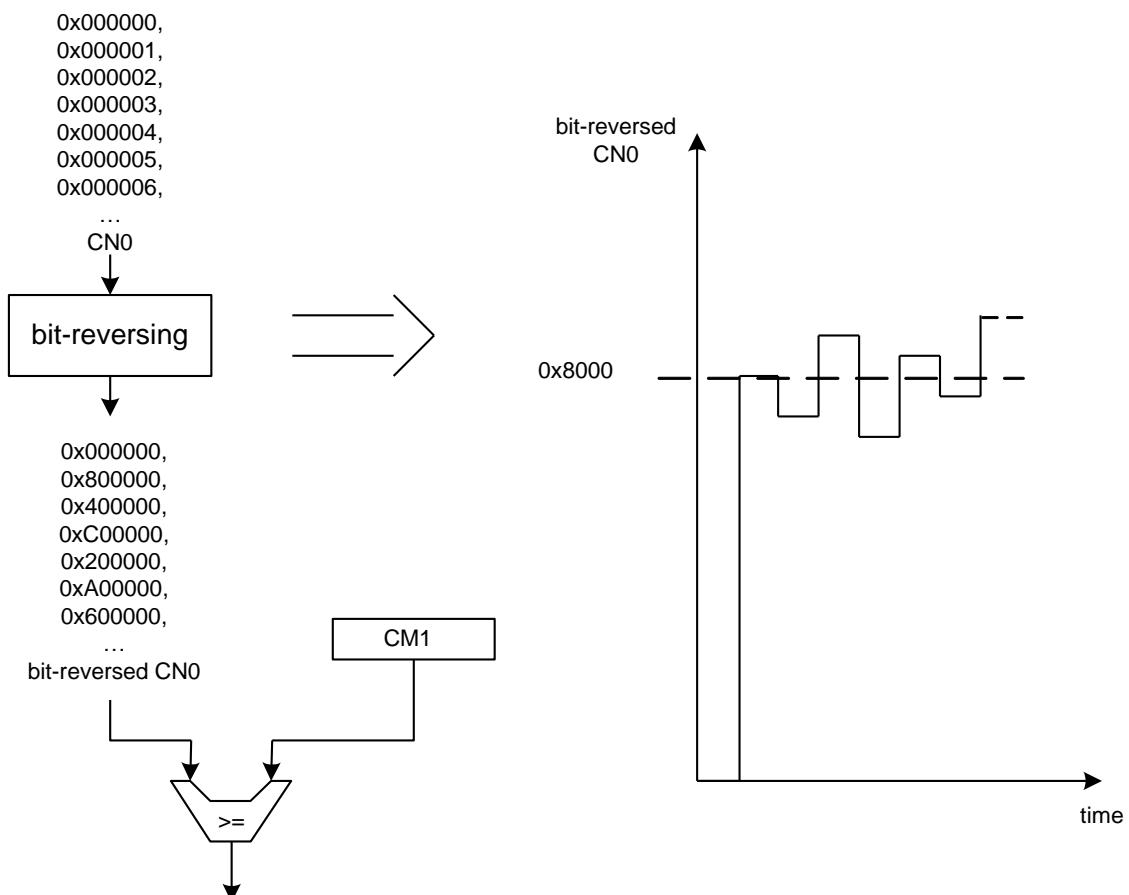 0x000000,
0x000001,
0x000002,
0x000003,
0x000004,
0x000005,
0x000006,
…
CN0
bit-reversing
0x000000,
0x800000,
0x400000,
0xC00000,
0x200000,
0xA00000,
0x600000,
…
bit-reversed CN0
CM1
>=
bit-reversed
CN0
0x8000
time